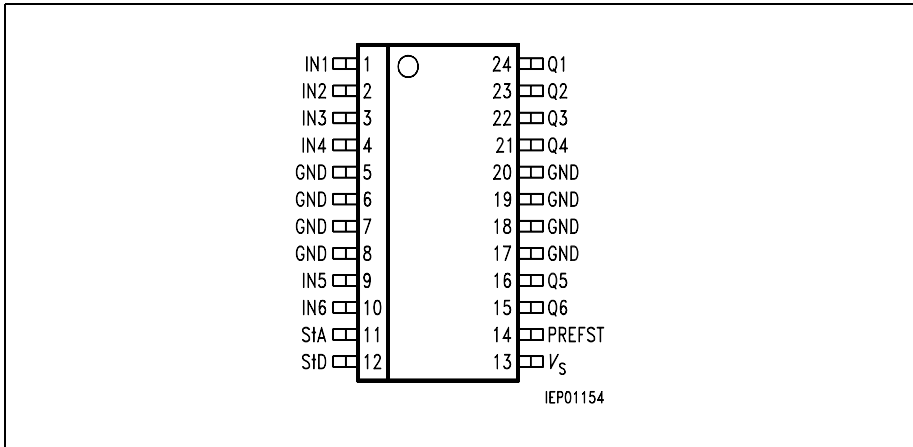 IN1 1 24 Q1
IN2 2 23 Q2
IN3 3 22 Q3
IN4 4 21 Q4
GND 5 20 GND
GND 6 19 GND
GND 7 18 GND
GND 8 17 GND
IN5 9 16 Q5
IN6 10 15 Q6
StA 11 14 PREFST
StD 12 13 VS
IEP01154